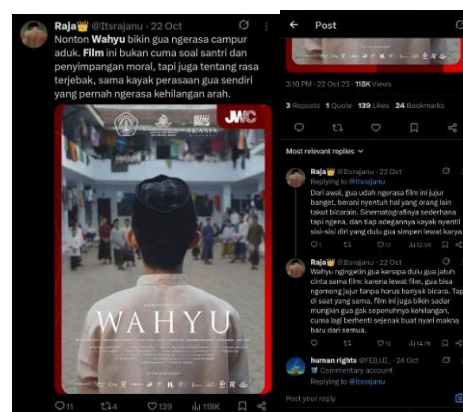 Raja👑 @Itsrajanu · 22 Oct
Nonton Wahyu bikin gua ngerasa campur
aduk. Film ini bukan cuma soal santri dan
penyimpangan moral, tapi juga tentang rasa
terjebak, sama kayak perasaan gua sendiri
yang pernah ngerasa kehilangan arah.
AKASIA
JWC
WAHYU
11
4
139
118K
Post
3:10 PM · 22 Oct 25 · 118K Views
3 Reposts 1 Quote 139 Likes 24 Bookmarks
Most relevant replies
Raja👑 @Itsrajanu · 22 Oct
Replying to @Itsrajanu
Dari awal, gua udah ngerasa film ini jujur
banget, berani nyentuh hal yang orang lain
takut bicarain. Sinematografinya sederhana
tapi ngena, dan tiap adegannya kayak nyentil
sisi-sisi diri yang dulu gua simpen lewat karya.
Raja👑 @Itsrajanu · 22 Oct
Replying to @Itsrajanu
Wahyu ngingetin gua kenapa dulu gua jatuh
cinta sama film: karena lewat film, gua bisa
ngomong jujur tanpa harus banyak bicara. Tapi
di saat yang sama, film ini juga bikin sadar
mungkin gua gak sepenuhnya kehilangan,
cuma lagi berhenti sejenak buat nyari makna
baru dari semua.
human rights @FEB_UI_ · 24 Oct
Commentary account
Replying to @Itsrajanu
Post your reply